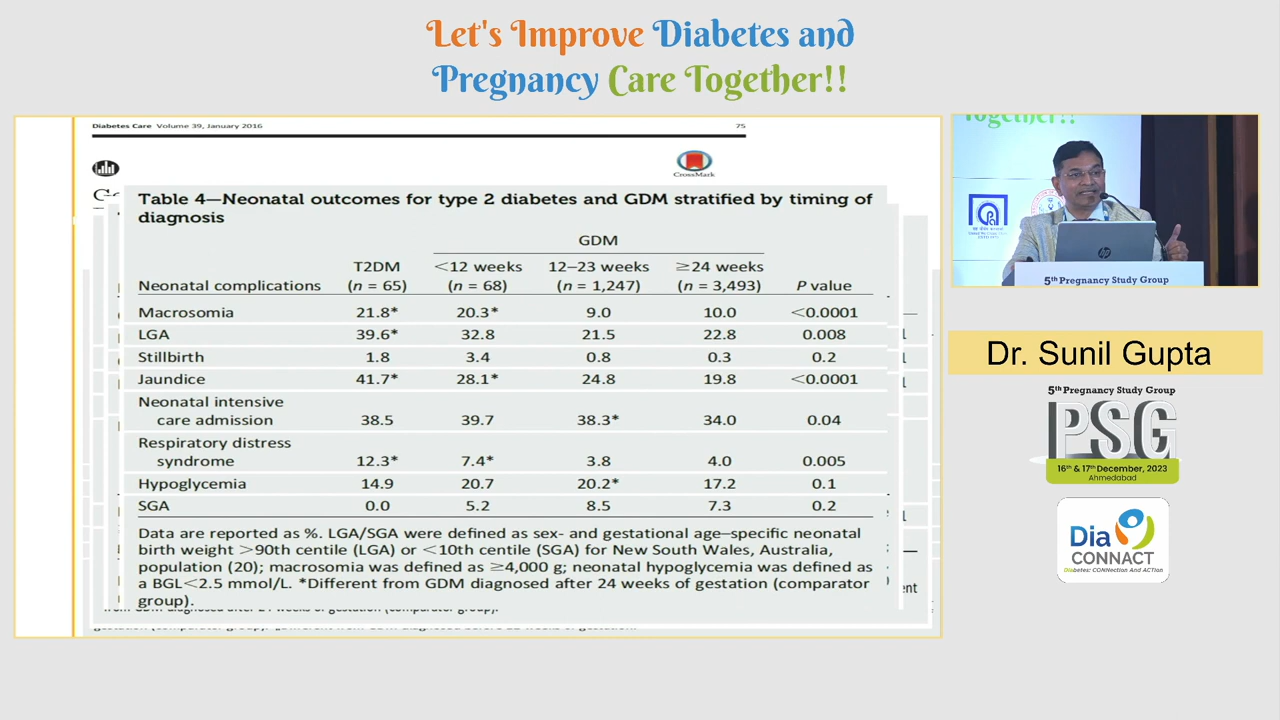 Let's Improve Diabetes and
Pregnancy Care Together!!
Diabetes Care Volume 39, January 2016 75
CrossMark
Table 4—Neonatal outcomes for type 2 diabetes and GDM stratified by timing of
diagnosis
GDM
T2DM <12 weeks 12–23 weeks ≥24 weeks
Neonatal complications (n = 65) (n = 68) (n = 1,247) (n = 3,493) P value
Macrosomia 21.8* 20.3* 9.0 10.0 <0.0001
LGA 39.6* 32.8 21.5 22.8 0.008
Stillbirth 1.8 3.4 0.8 0.3 0.2
Jaundice 41.7* 28.1* 24.8 19.8 <0.0001
Neonatal intensive
care admission 38.5 39.7 38.3* 34.0 0.04
Respiratory distress
syndrome 12.3* 7.4* 3.8 4.0 0.005
Hypoglycemia 14.9 20.7 20.2* 17.2 0.1
SGA 0.0 5.2 8.5 7.3 0.2
Data are reported as %. LGA/SGA were defined as sex- and gestational age–specific neonatal
birth weight >90th centile (LGA) or <10th centile (SGA) for New South Wales, Australia,
population (20); macrosomia was defined as ≥4,000 g; neonatal hypoglycemia was defined as
a BGL<2.5 mmol/L. *Different from GDM diagnosed after 24 weeks of gestation (comparator
group).
Together!!
hp
5th Pregnancy Study Group
Dr. Sunil Gupta
5th Pregnancy Study Group
PSG
16th & 17th December, 2023
Ahmedabad
Dia
CONNACT
Diabetes: CONNection And ACTion